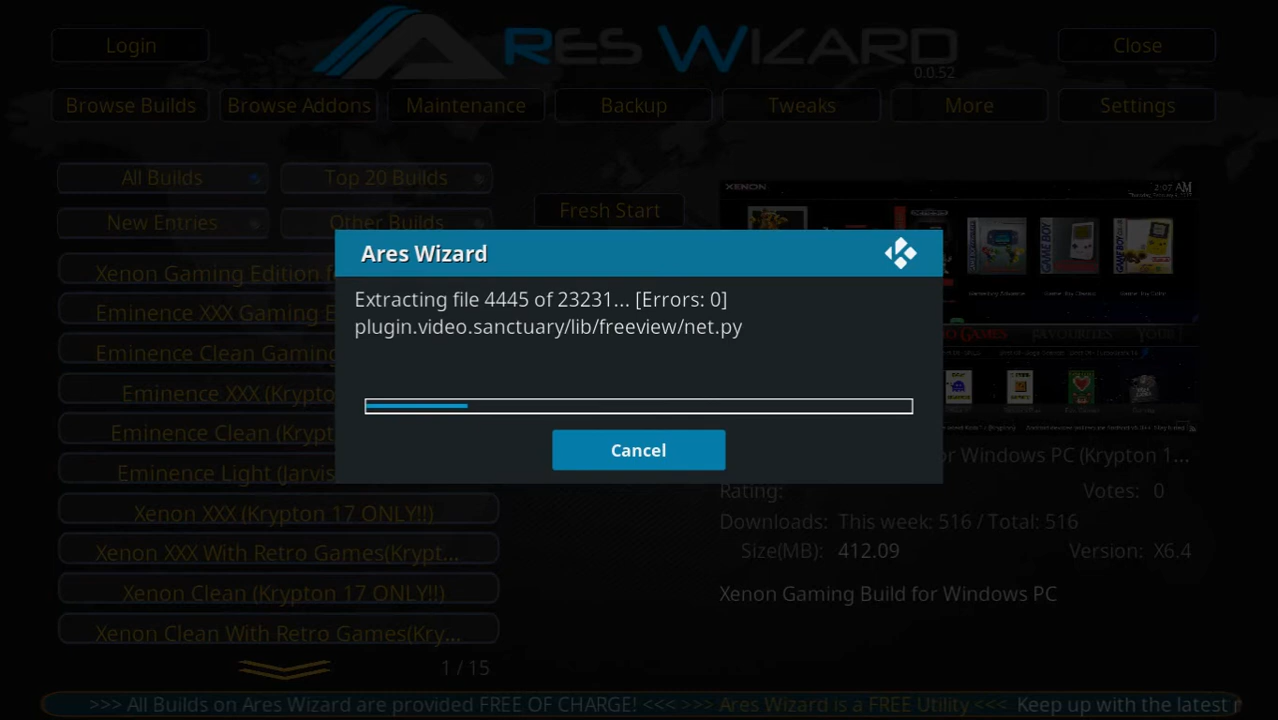 Login
ARES WIZARD
Close
0.0.52
Browse Builds
Browse Addons
Maintenance
Backup
Tweaks
More
Settings
All Builds
Top 20 Builds
New Entries
Other Builds
Fresh Start
XENON
2:07 AM
Ares Wizard
Extracting file 4445 of 23231... [Errors: 0]
plugin.video.sanctuary/lib/freeview/net.py
Cancel
Xenon Gaming Edition f
Eminence XXX Gaming E
Eminence Clean Gaming
Eminence XXX (Krypto
Eminence Clean (Krypt
Eminence Light (Jarvis
Xenon XXX (Krypton 17 ONLY!!)
Xenon XXX With Retro Games(Krypt...
Xenon Clean (Krypton 17 ONLY!!)
Xenon Clean With Retro Games(Kry...
1 / 15
GAMES
FAVOURITES
YOUR
or Windows PC (Krypton 1...
Rating:
Votes: 0
Downloads: This week: 516 / Total: 516
Size(MB): 412.09
Version: X6.4
Xenon Gaming Build for Windows PC
>>> All Builds on Ares Wizard are provided FREE OF CHARGE! <<< >>> Ares Wizard is a FREE Utility <<< Keep up with the latest